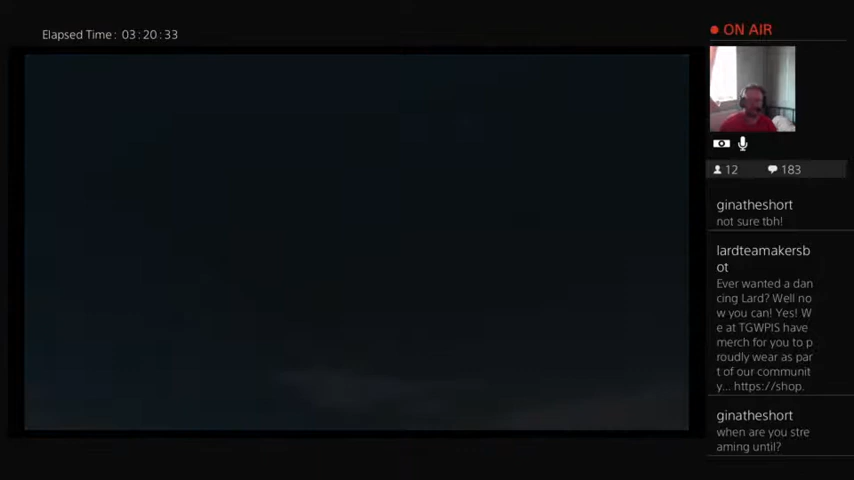 Elapsed Time: 03:20:33
ON AIR
12 183
ginatheshort
not sure tbh!
lardteamakersb
ot
Ever wanted a dan
cing Lard? Well no
w you can! Yes! W
e at TGWPIS have
merch for you to p
roudly wear as par
t of our communit
y... https://shop.
ginatheshort
when are you stre
aming until?